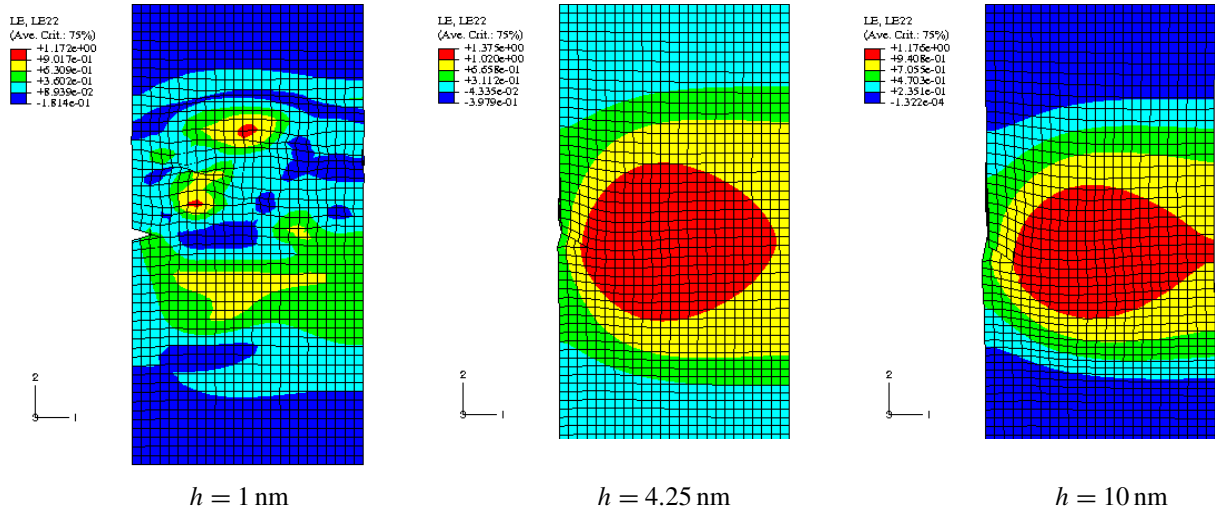 LE, LE22
(Ave. Crit.: 75%)
+1.172e+00
+9.017e-01
+6.309e-01
+3.602e-01
+8.939e-02
-1.814e-01
2
3
1
h = 1 nm
LE, LE22
(Ave. Crit.: 75%)
+1.375e+00
+1.020e+00
+6.658e-01
+3.112e-01
-4.335e-02
-3.979e-01
2
3
1
h = 4.25 nm
LE, LE22
(Ave. Crit.: 75%)
+1.176e+00
+9.408e-01
+7.055e-01
+4.703e-01
+2.351e-01
-1.322e-04
2
3
1
h = 10 nm